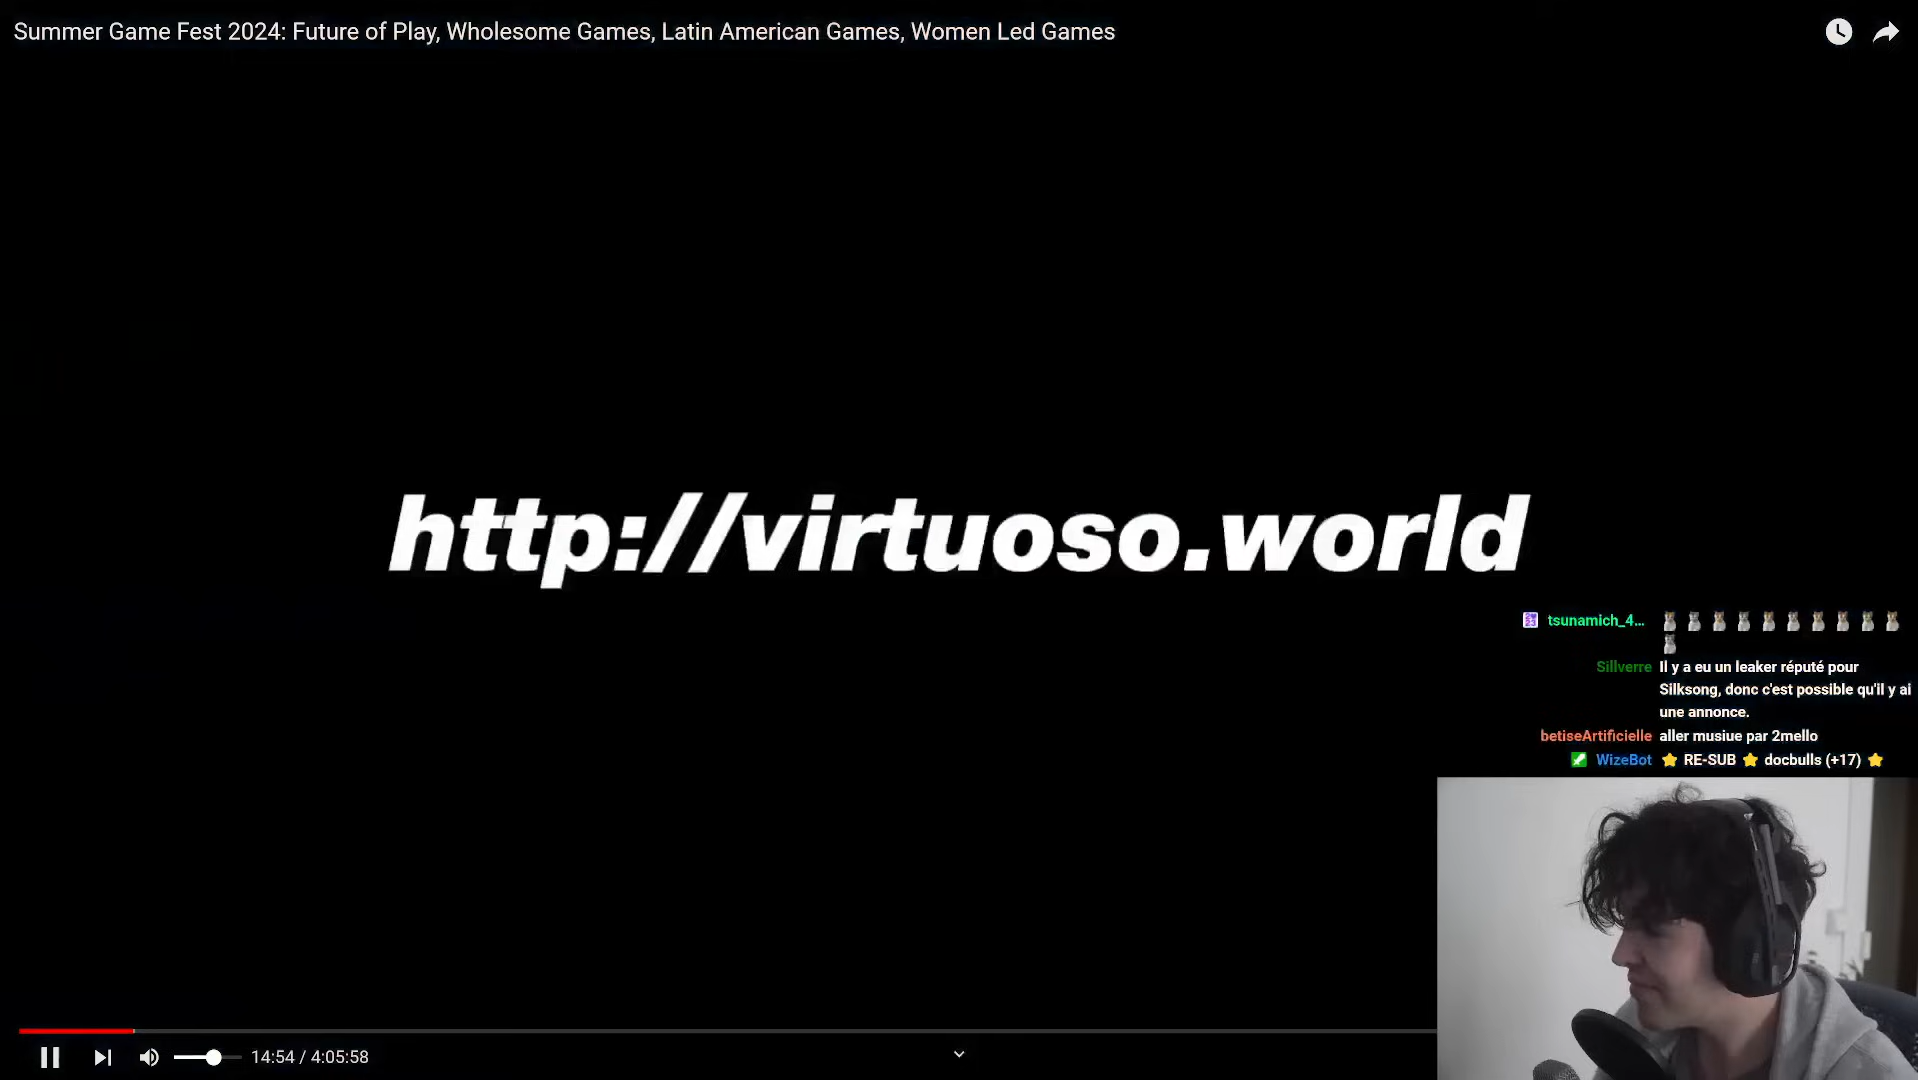 Summer Game Fest 2024: Future of Play, Wholesome Games, Latin American Games, Women Led Games
http://virtuoso.world
tsunamich_4...
Sillverre Il y a eu un leaker réputé pour
Silksong, donc c'est possible qu'il y ai
une annonce.
betiseArtificielle aller musiue par 2mello
WizeBot RE-SUB docbulls (+17)
14:54 / 4:05:58